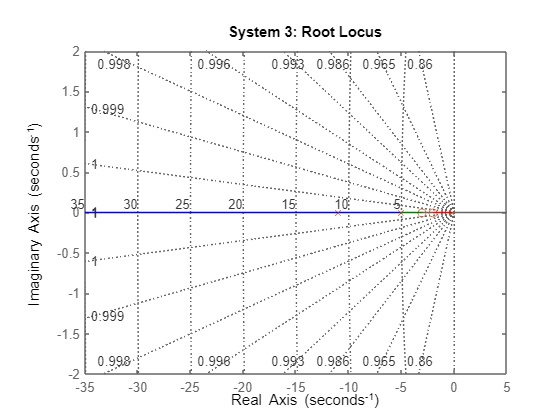 System 3: Root Locus
2
0.998 0.996 0.993 0.986 0.965 0.86
1.5
0.999
1
0.5
1
35 30 25 20 15 10 5
0
1
-0.5
1
-1
0.999
-1.5
0.998 0.996 0.993 0.986 0.965 0.86
-2
-35 -30 -25 -20 -15 -10 -5 0 5
Real Axis (seconds-1)
Imaginary Axis (seconds-1)